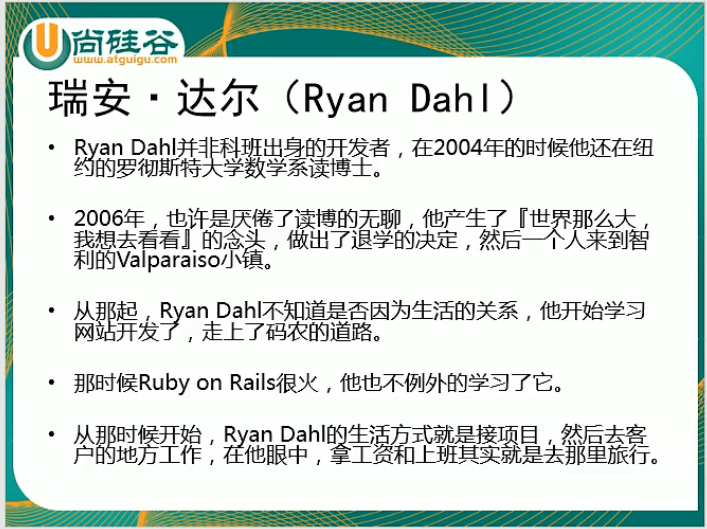 尚硅谷
www.atguigu.com
瑞安·达尔（Ryan Dahl）
• Ryan Dahl并非科班出身的开发者，在2004年的时候他还在纽
约的罗彻斯特大学数学系读博士。
• 2006年，也许是厌倦了读博的无聊，他产生了『世界那么大，
我想去看看』的念头，做出了退学的决定，然后一个人来到智
利的Valparaiso小镇。
• 从那起，Ryan Dahl不知道是否因为生活的关系，他开始学习
网站开发了，走上了码农的道路。
• 那时候Ruby on Rails很火，他也不例外的学习了它。
• 从那时候开始，Ryan Dahl的生活方式就是接项目，然后去客
户的地方工作，在他眼中，拿工资和上班其实就是去那里旅行。